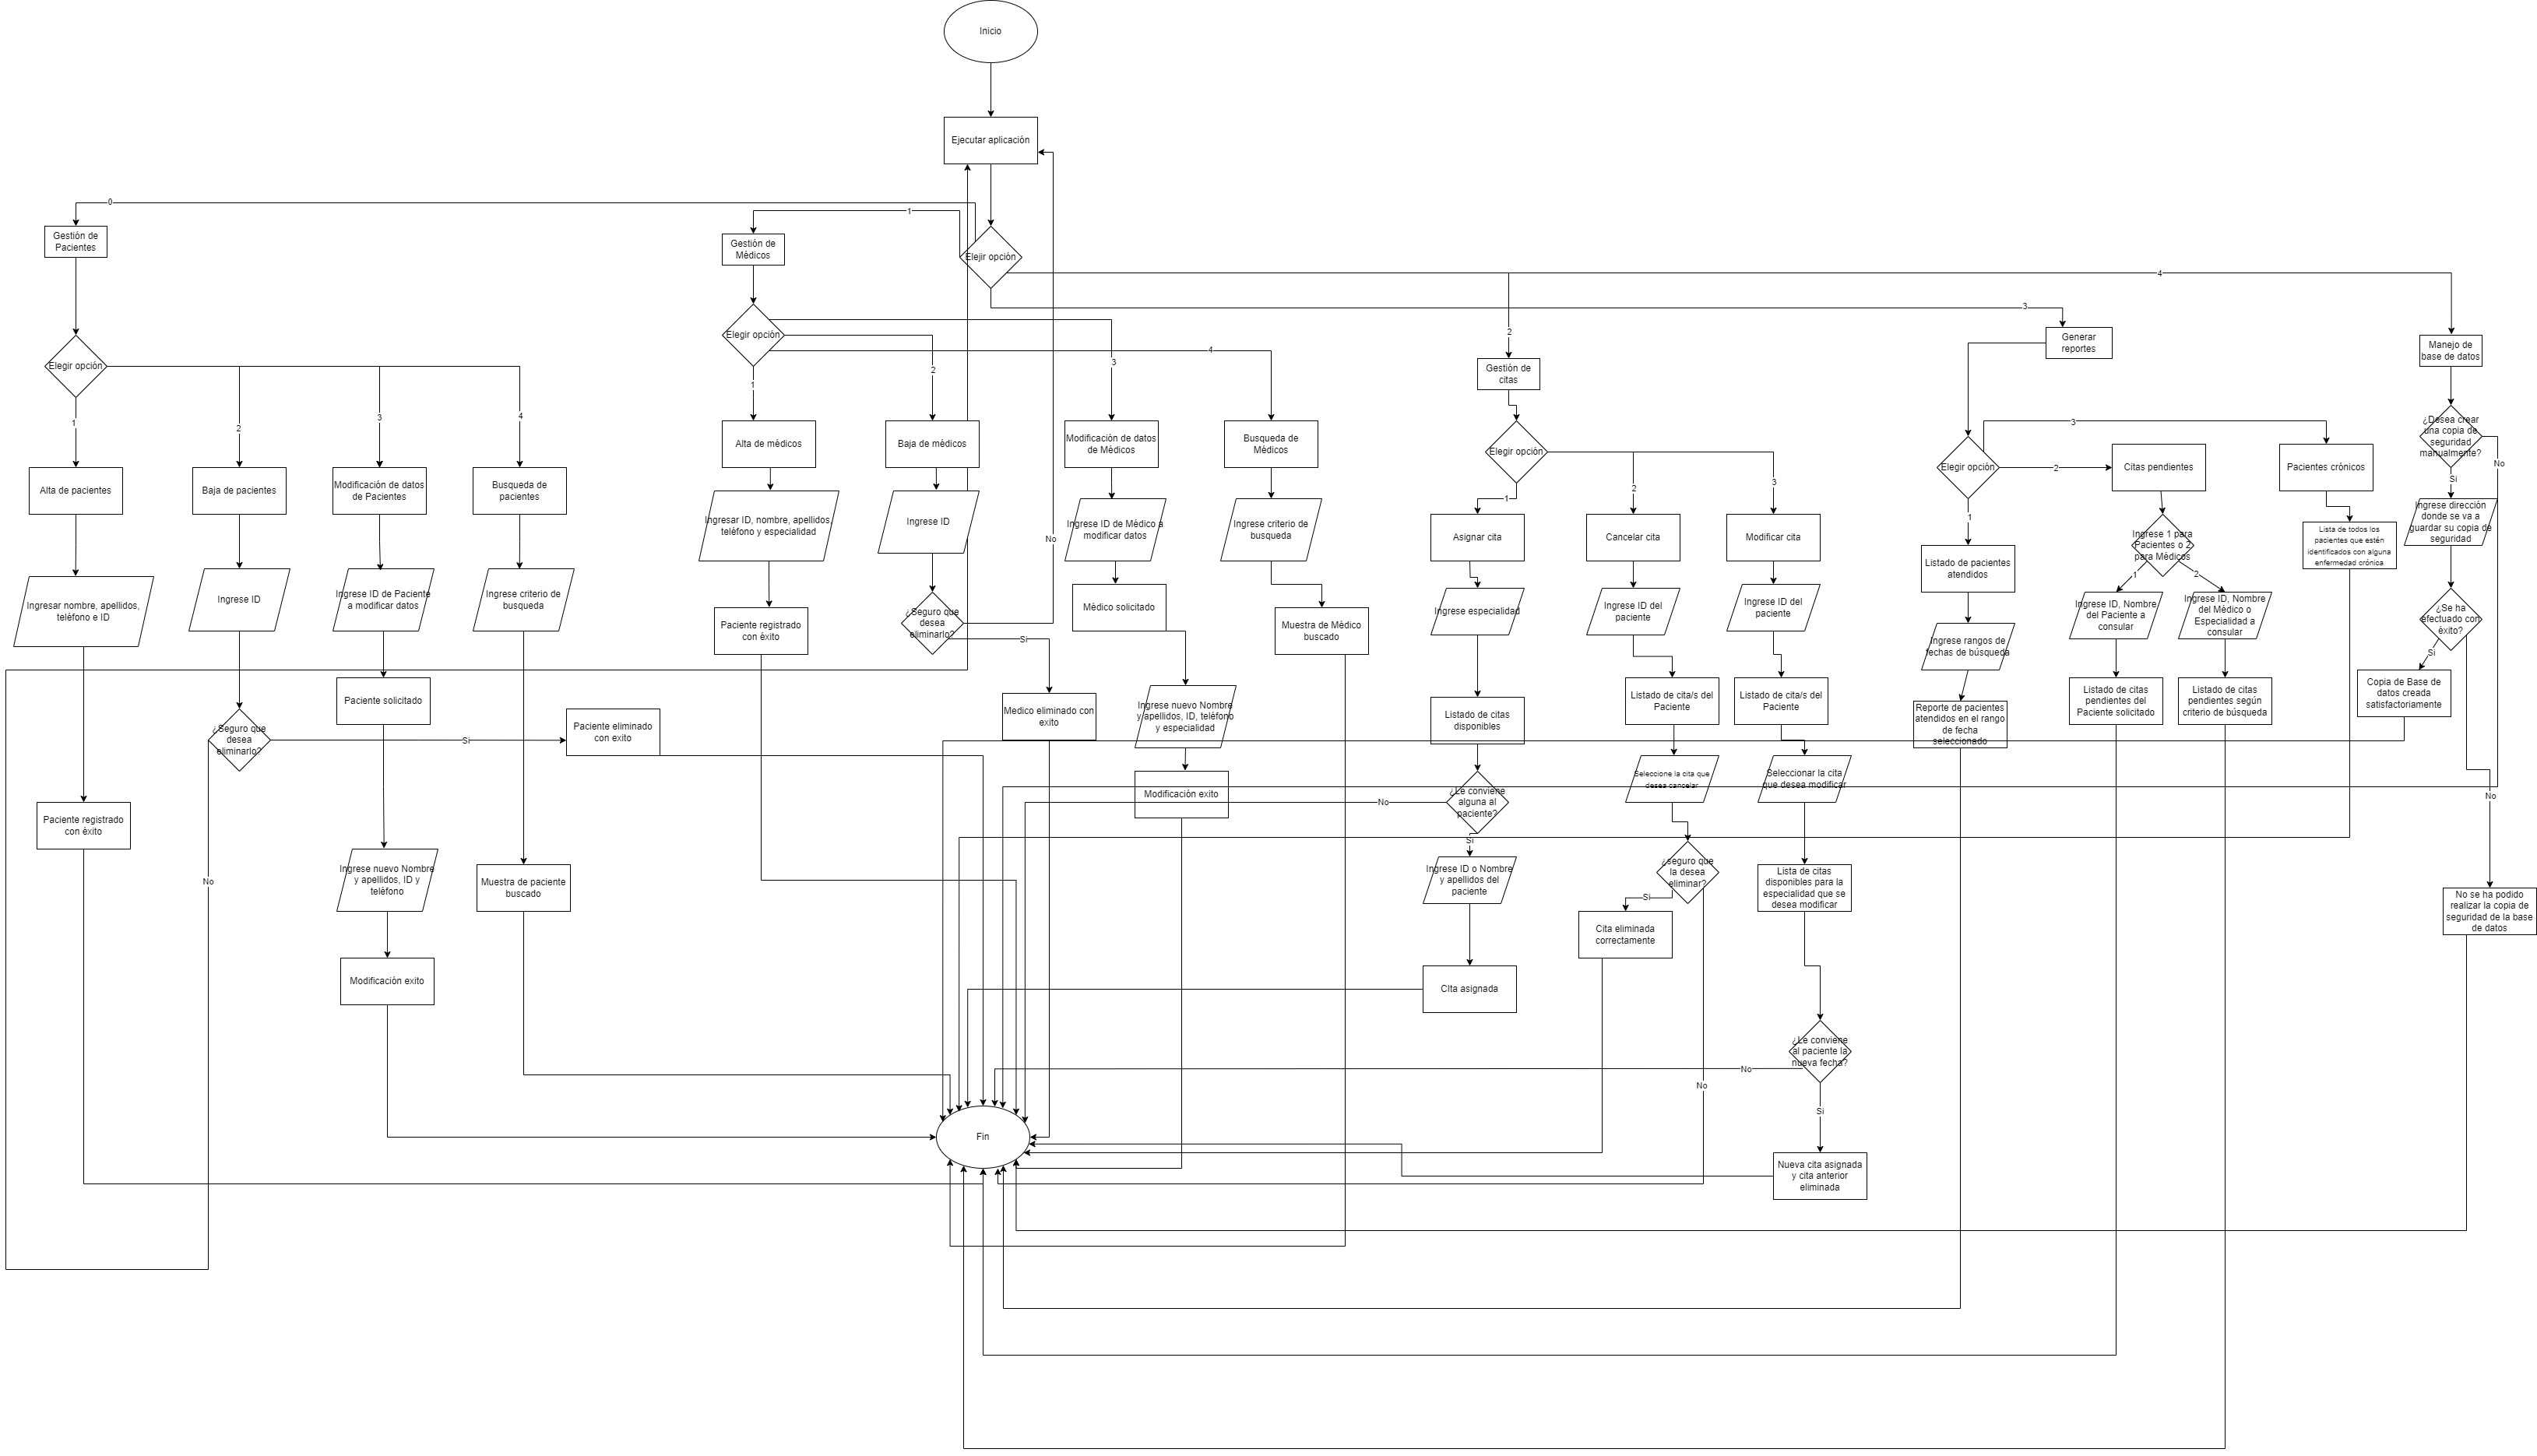 Inicio
Ejecutar aplicación
Elejir opción
0
1
2
3
4
Gestión de
Pacientes
Elegir opción
1
2
3
4
Alta de pacientes
Ingresar nombre, apellidos,
teléfono e ID
Paciente registrado
con éxito
Baja de pacientes
Ingrese ID
¿Seguro que
desea
eliminarlo?
No
Si
Paciente eliminado
con exito
Modificación de datos
de Pacientes
Ingrese ID de Paciente
a modificar datos
Paciente solicitado
Ingrese nuevo Nombre
y apellidos, ID y
teléfono
Modificación exito
Busqueda de
pacientes
Ingrese criterio de
busqueda
Muestra de paciente
buscado
Gestión de
Médicos
Elegir opción
1
2
3
4
Alta de médicos
Ingresar ID, nombre, apellidos,
teléfono y especialidad
Paciente registrado
con éxito
Baja de médicos
Ingrese ID
¿Seguro que
desea
eliminarlo?
No
Si
Medico eliminado con
exito
Modificación de datos
de Médicos
Ingrese ID de Médico a
modificar datos
Médico solicitado
Ingrese nuevo Nombre
y apellidos, ID, teléfono
y especialidad
Modificación exito
Busqueda de
Médicos
Ingrese criterio de
busqueda
Muestra de Médico
buscado
Gestión de
citas
Elegir opción
1
2
3
Asignar cita
Ingrese especialidad
Listado de citas
disponibles
¿Le conviene
alguna al
paciente?
No
Si
Ingrese ID o Nombre
y apellidos del
paciente
CIta asignada
Cancelar cita
Ingrese ID del
paciente
Listado de cita/s del
Paciente
Seleccione la cita que
desea cancelar
¿seguro que
la desea
eliminar?
Si
No
Cita eliminada
correctamente
Modificar cita
Ingrese ID del
paciente
Listado de cita/s del
Paciente
Seleccionar la cita
que desea modificar
Lista de citas
disponibles para la
especialidad que se
desea modificar
¿Le conviene
al paciente la
nueva fecha?
No
Si
Nueva cita asignada
y cita anterior
eliminada
Generar
reportes
Elegir opción
1
2
3
Listado de pacientes
atendidos
Ingrese rangos de
fechas de búsqueda
Reporte de pacientes
atendidos en el rango
de fecha
seleccionado
Citas pendientes
Ingrese 1 para
Pacientes o 2
para Médicos
1
2
Ingrese ID, Nombre
del Paciente a
consular
Listado de citas
pendientes del
Paciente solicitado
Ingrese ID, Nombre
del Médico o
Especialidad a
consular
Listado de citas
pendientes según
criterio de búsqueda
Pacientes crónicos
Lista de todos los
pacientes que estén
identificados con alguna
enfermedad crónica
Manejo de
base de datos
¿Desea crear
una copia de
seguridad
manualmente?
No
Si
Ingrese dirección
donde se va a
guardar su copia de
seguridad
¿Se ha
efectuado con
éxito?
Si
No
Copia de Base de
datos creada
satisfactoriamente
No se ha podido
realizar la copia de
seguridad de la base
de datos
Fin